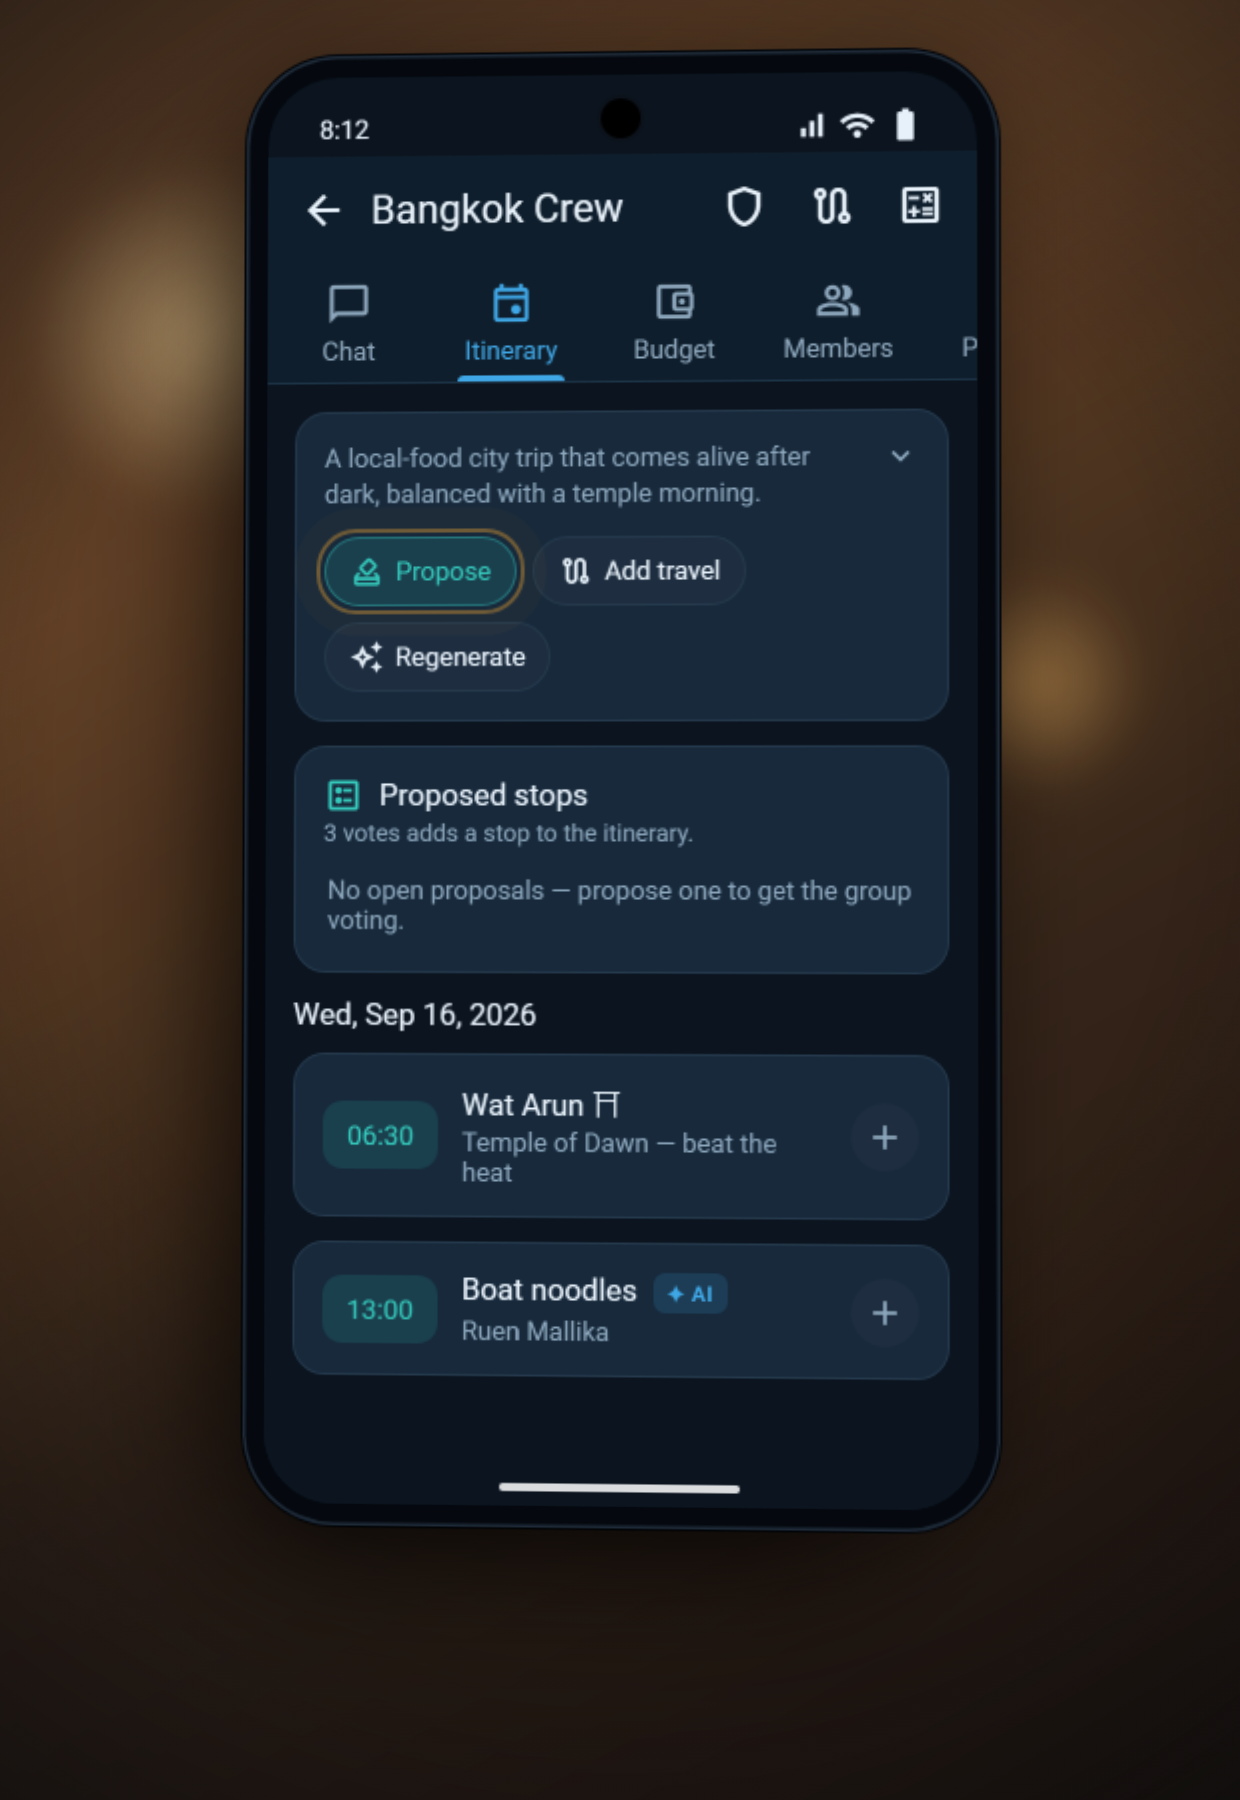 8:12
Bangkok Crew
Chat
Itinerary
Budget
Members
P
A local-food city trip that comes alive after
dark, balanced with a temple morning.
Propose
Add travel
Regenerate
Proposed stops
3 votes adds a stop to the itinerary.
No open proposals — propose one to get the group
voting.
Wed, Sep 16, 2026
06:30
Wat Arun ⛩
Temple of Dawn — beat the
heat
13:00
Boat noodles
AI
Ruen Mallika